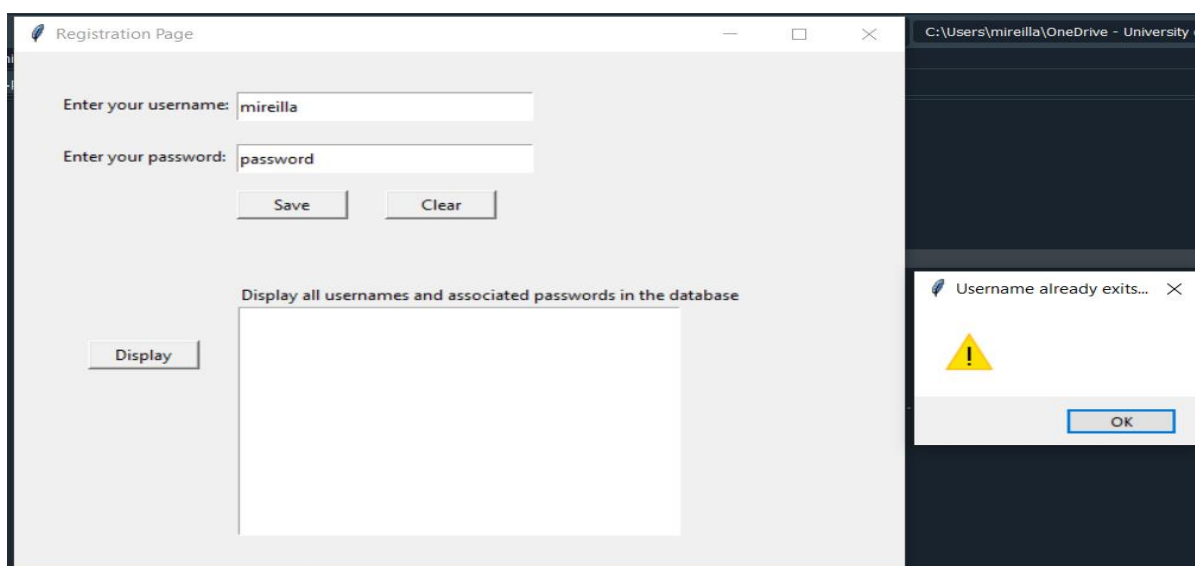 Registration Page
C:\Users\mireilla\OneDrive - University
Enter your username: mireilla
Enter your password: password
Save Clear
Display all usernames and associated passwords in the database
Display
Username already exits...
OK